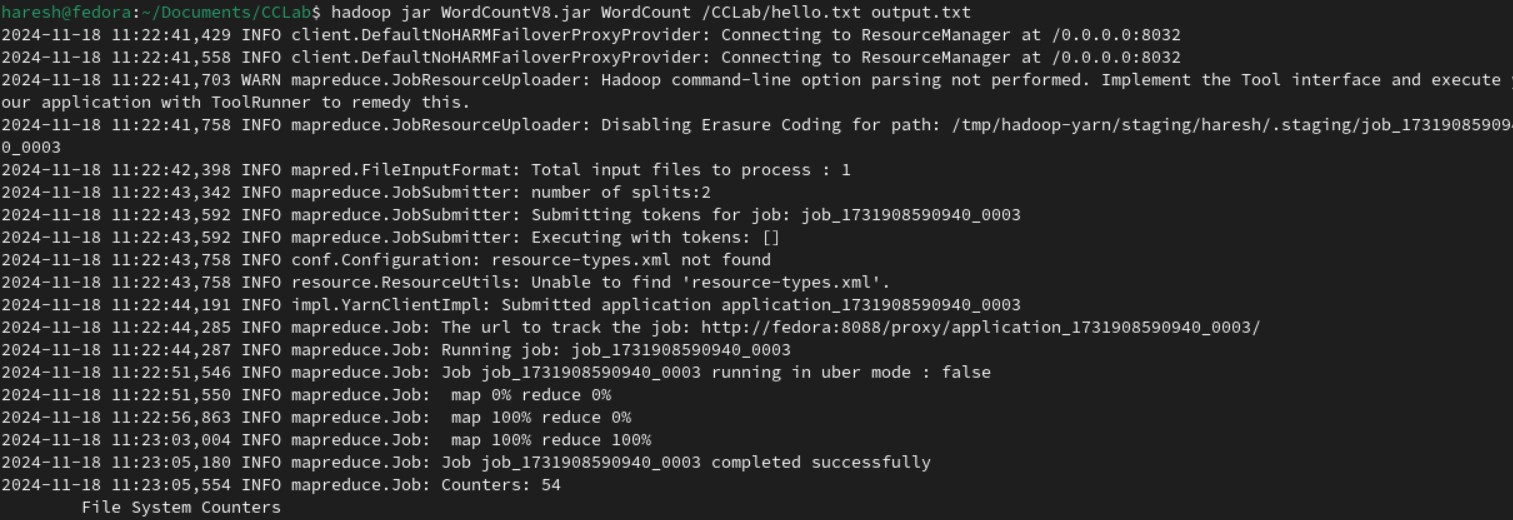 haresh@fedora:~/Documents/CCLab$ hadoop jar WordCountV8.jar WordCount /CCLab/hello.txt output.txt
2024-11-18 11:22:41,429 INFO client.DefaultNoHARMFailoverProxyProvider: Connecting to ResourceManager at /0.0.0.0:8032
2024-11-18 11:22:41,558 INFO client.DefaultNoHARMFailoverProxyProvider: Connecting to ResourceManager at /0.0.0.0:8032
2024-11-18 11:22:41,703 WARN mapreduce.JobResourceUploader: Hadoop command-line option parsing not performed. Implement the Tool interface and execute y
our application with ToolRunner to remedy this.
2024-11-18 11:22:41,758 INFO mapreduce.JobResourceUploader: Disabling Erasure Coding for path: /tmp/hadoop-yarn/staging/haresh/.staging/job_173190859094
0_0003
2024-11-18 11:22:42,398 INFO mapred.FileInputFormat: Total input files to process : 1
2024-11-18 11:22:43,342 INFO mapreduce.JobSubmitter: number of splits:2
2024-11-18 11:22:43,592 INFO mapreduce.JobSubmitter: Submitting tokens for job: job_1731908590940_0003
2024-11-18 11:22:43,592 INFO mapreduce.JobSubmitter: Executing with tokens: []
2024-11-18 11:22:43,758 INFO conf.Configuration: resource-types.xml not found
2024-11-18 11:22:43,758 INFO resource.ResourceUtils: Unable to find 'resource-types.xml'.
2024-11-18 11:22:44,191 INFO impl.YarnClientImpl: Submitted application application_1731908590940_0003
2024-11-18 11:22:44,285 INFO mapreduce.Job: The url to track the job: http://fedora:8088/proxy/application_1731908590940_0003/
2024-11-18 11:22:44,287 INFO mapreduce.Job: Running job: job_1731908590940_0003
2024-11-18 11:22:51,546 INFO mapreduce.Job: Job job_1731908590940_0003 running in uber mode : false
2024-11-18 11:22:51,550 INFO mapreduce.Job:  map 0% reduce 0%
2024-11-18 11:22:56,863 INFO mapreduce.Job:  map 100% reduce 0%
2024-11-18 11:23:03,004 INFO mapreduce.Job:  map 100% reduce 100%
2024-11-18 11:23:05,180 INFO mapreduce.Job: Job job_1731908590940_0003 completed successfully
2024-11-18 11:23:05,554 INFO mapreduce.Job: Counters: 54
        File System Counters